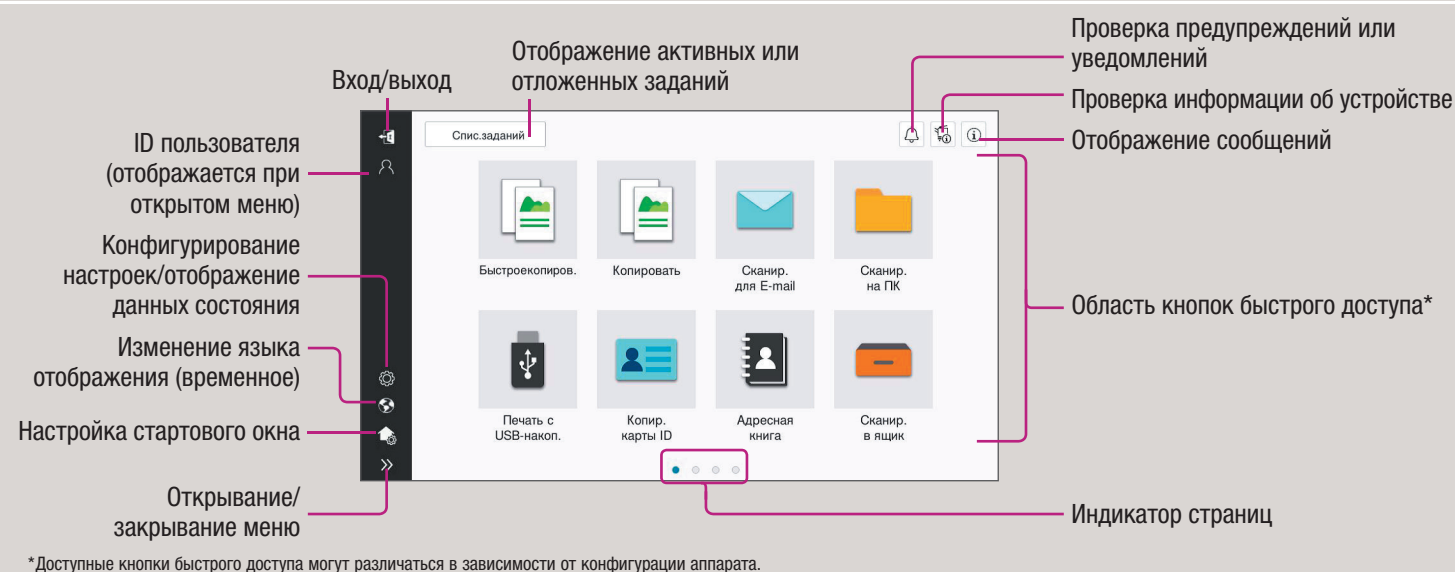 Проверка предупреждений или
уведомлений
Отображение активных или
отложенных заданий
Вход/выход
Проверка информации об устройстве
Отображение сообщений
ID пользователя
(отображается при
открытом меню)
Спис.заданий
Конфигурирование
настроек/отображение
данных состояния
Быстроекопиров.
Копировать
Сканир.
для E-mail
Сканир.
на ПК
Область кнопок быстрого доступа*
Изменение языка
отображения (временное)
Настройка стартового окна
Печать с
USB-накоп.
Копир.
карты ID
Адресная
книга
Сканир.
в ящик
Открывание/
закрывание меню
Индикатор страниц
*Доступные кнопки быстрого доступа могут различаться в зависимости от конфигурации аппарата.